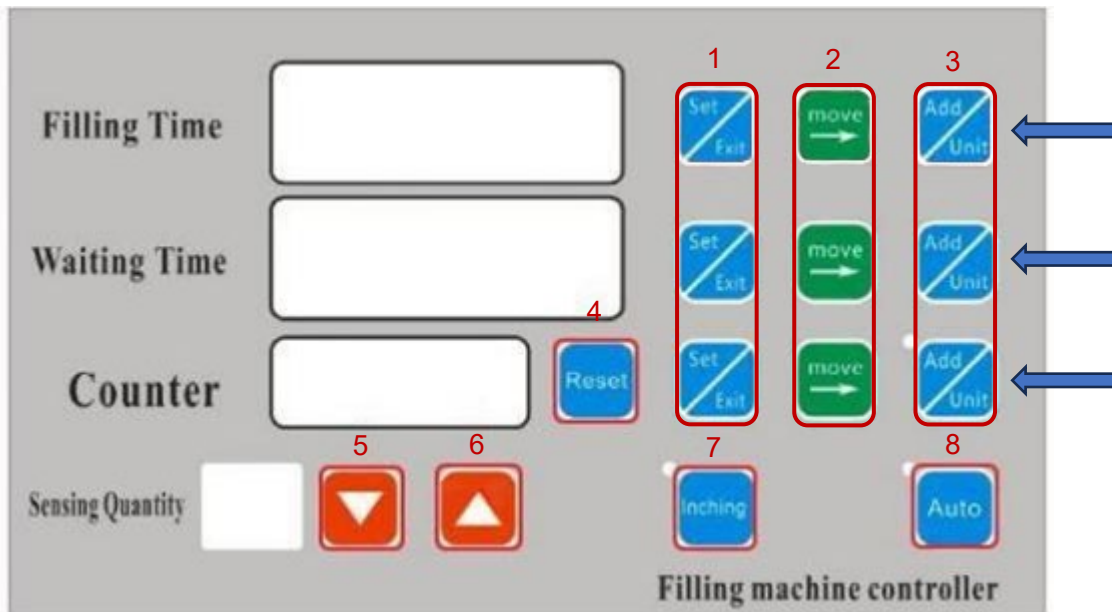 1 2 3
Filling Time
Set/Exit move Add/Unit
Waiting Time
Set/Exit move Add/Unit
4
Counter
Reset
Set/Exit move Add/Unit
5 6 7 8
Sensing Quantity
Inching Auto
Filling machine controller